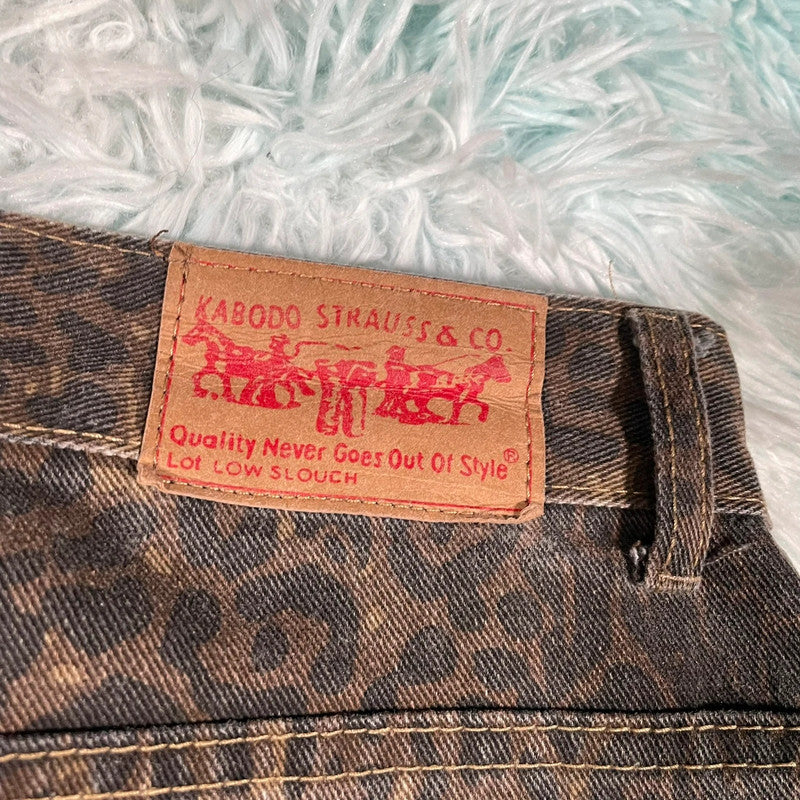 KABODO STRAUSS & CO.
Quality Never Goes Out Of Style®
Lot LOW SLOUCH